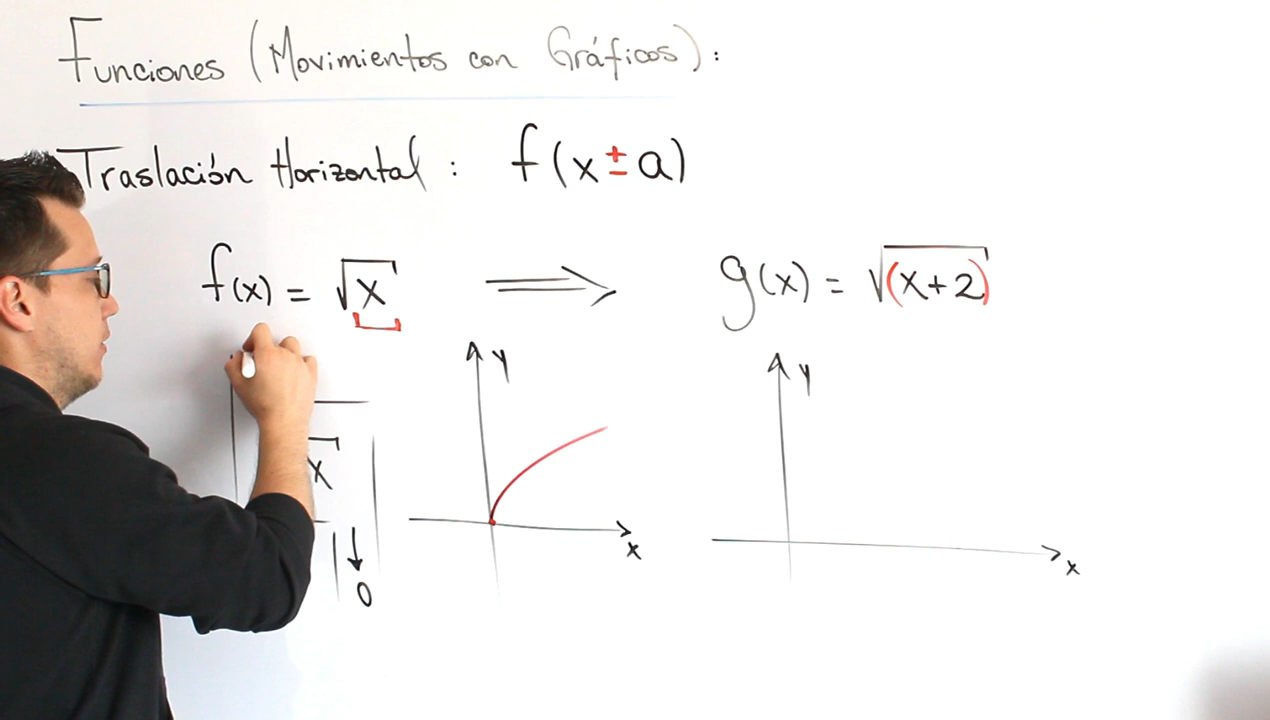 Funciones (Movimientos con Gráficos):
Traslación Horizontal: f(x±a)
f(x) = √x ⟹ g(x) = √(x+2)
y
y
x
↓
x
0
x